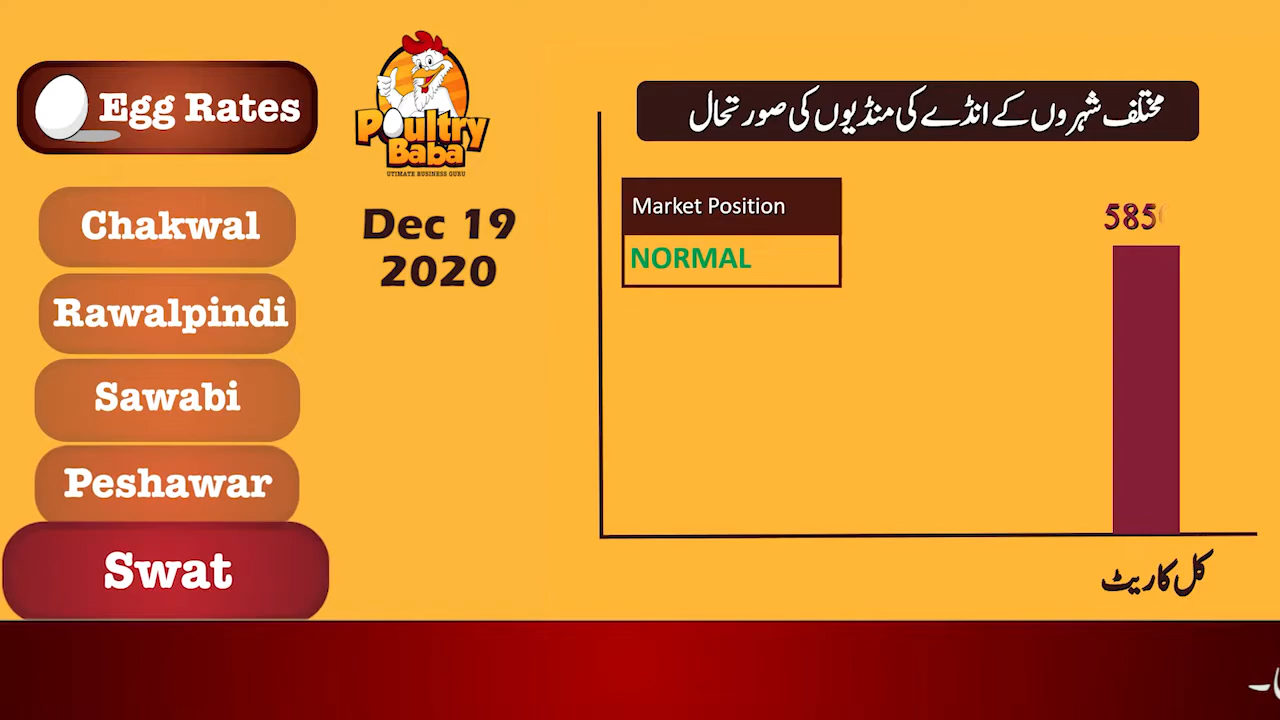 Egg Rates
Chakwal
Rawalpindi
Sawabi
Peshawar
Swat
Poultry
Baba
UTIMATE BUSINESS GURU
Dec 19
2020
مختلف شہروں کے انڈے کی منڈیوں کی صورتحال
Market Position
NORMAL
585
کل کا ریٹ